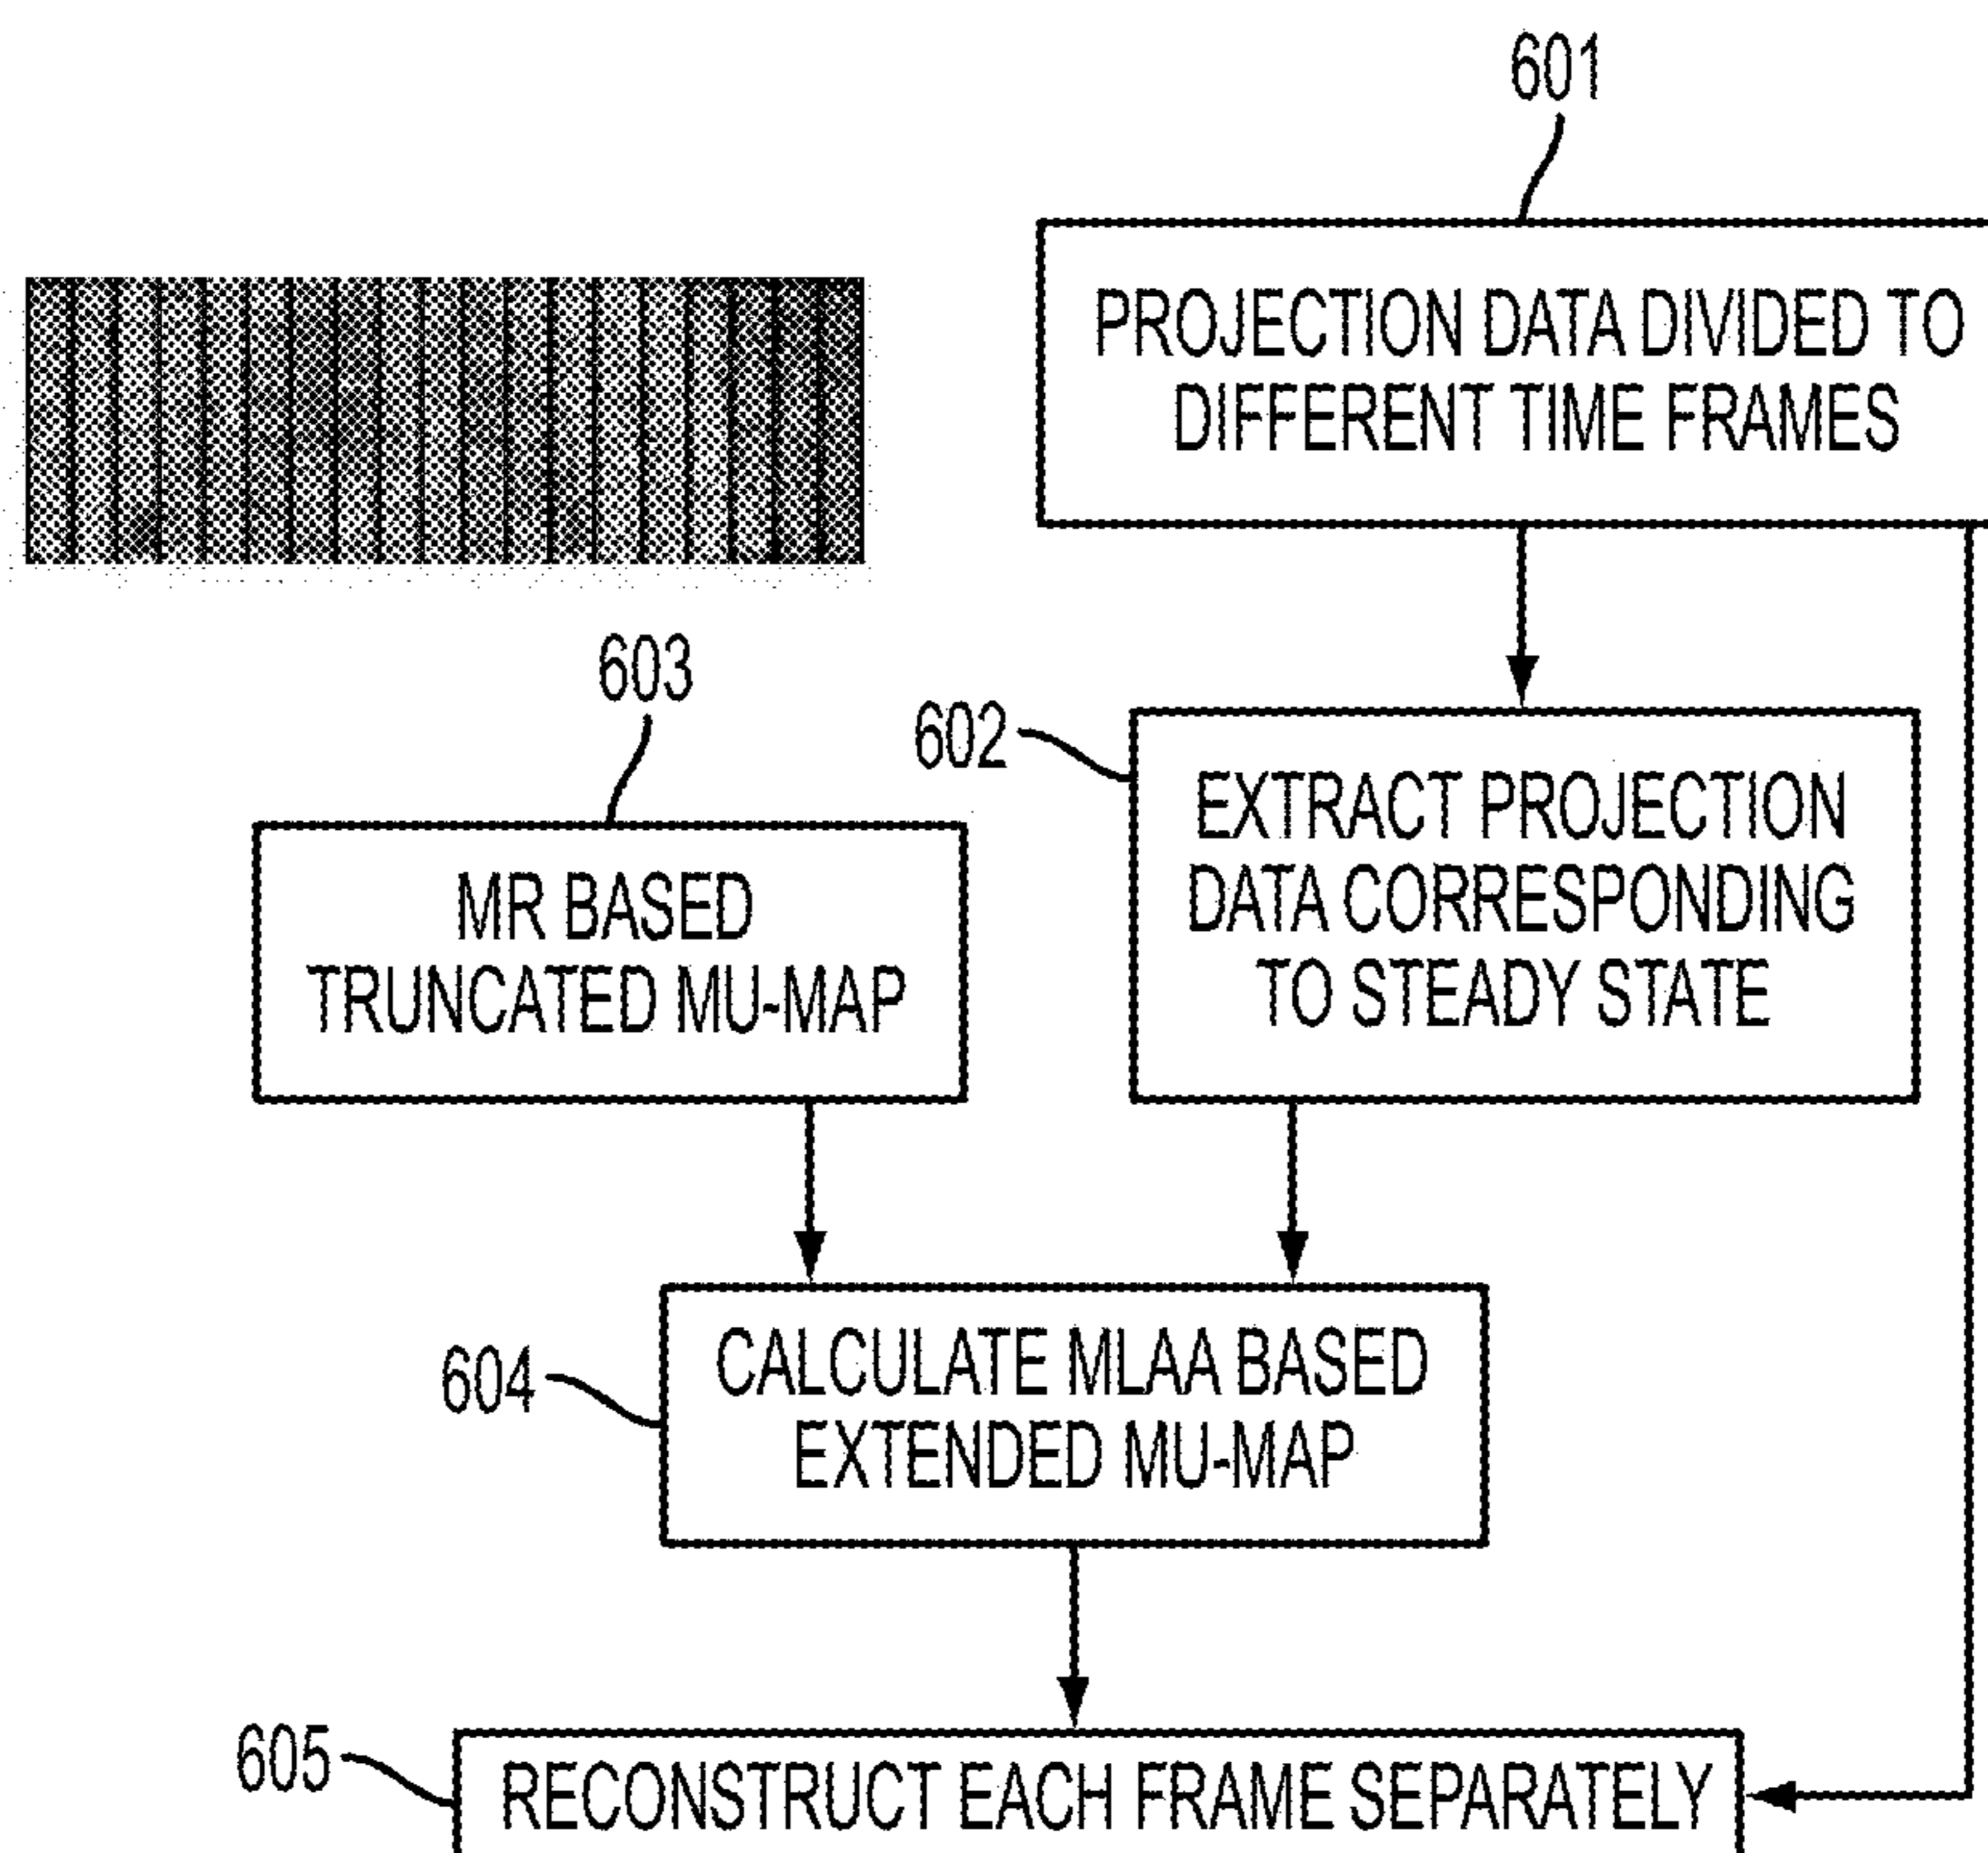 601
PROJECTION DATA DIVIDED TO
DIFFERENT TIME FRAMES
603
602
EXTRACT PROJECTION
DATA CORRESPONDING
TO STEADY STATE
MR BASED
TRUNCATED MU-MAP
604
CALCULATE MLAA BASED
EXTENDED MU-MAP
605
RECONSTRUCT EACH FRAME SEPARATELY